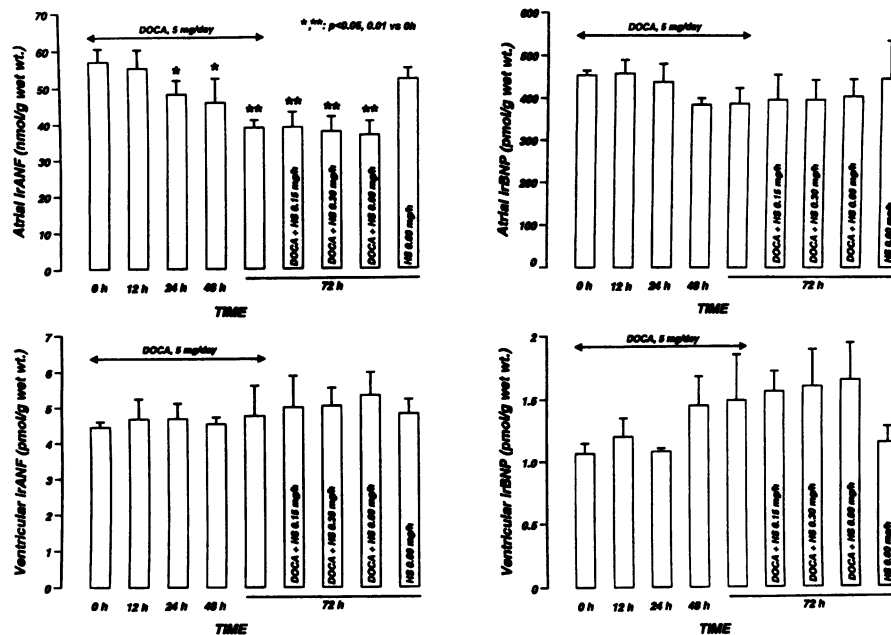 DOCA, 5 mg/day
*,**: p<0.05, 0.01 vs 0h
Atrial irANF (nmol/g wet wt.)
70
60
50
40
30
20
10
0
* * ** ** ** **
DOCA + HS 0.15 mg/h
DOCA + HS 0.30 mg/h
DOCA + HS 0.60 mg/h
HS 0.60 mg/h
0 h 12 h 24 h 48 h 72 h
TIME
DOCA, 5 mg/day
Atrial irBNP (pmol/g wet wt.)
600
500
400
300
200
100
0
DOCA + HS 0.15 mg/h
DOCA + HS 0.30 mg/h
DOCA + HS 0.60 mg/h
HS 0.60 mg/h
0 h 12 h 24 h 48 h 72 h
TIME
DOCA, 5 mg/day
Ventricular irANF (pmol/g wet wt.)
7
6
5
4
3
2
1
0
DOCA + HS 0.15 mg/h
DOCA + HS 0.30 mg/h
DOCA + HS 0.60 mg/h
HS 0.60 mg/h
0 h 12 h 24 h 48 h 72 h
TIME
DOCA, 5 mg/day
Ventricular irBNP (pmol/g wet wt.)
2
1.5
1.0
0.5
0
DOCA + HS 0.15 mg/h
DOCA + HS 0.30 mg/h
DOCA + HS 0.60 mg/h
HS 0.60 mg/h
0 h 12 h 24 h 48 h 72 h
TIME